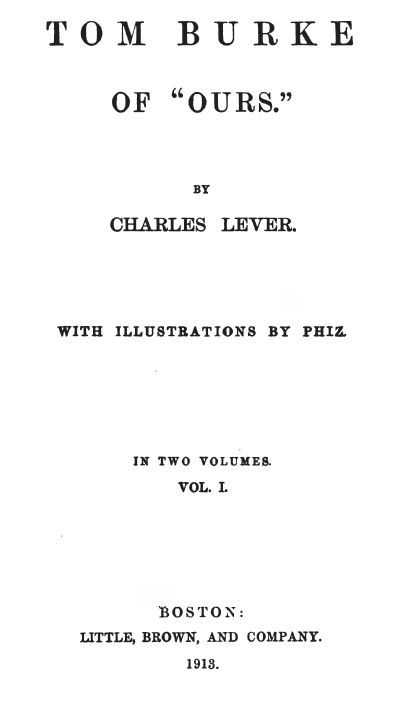 TOM BURKE
OF “OURS.”
BY
CHARLES LEVER.
WITH ILLUSTRATIONS BY PHIZ.
IN TWO VOLUMES.
VOL. I.
BOSTON:
LITTLE, BROWN, AND COMPANY.
1913.